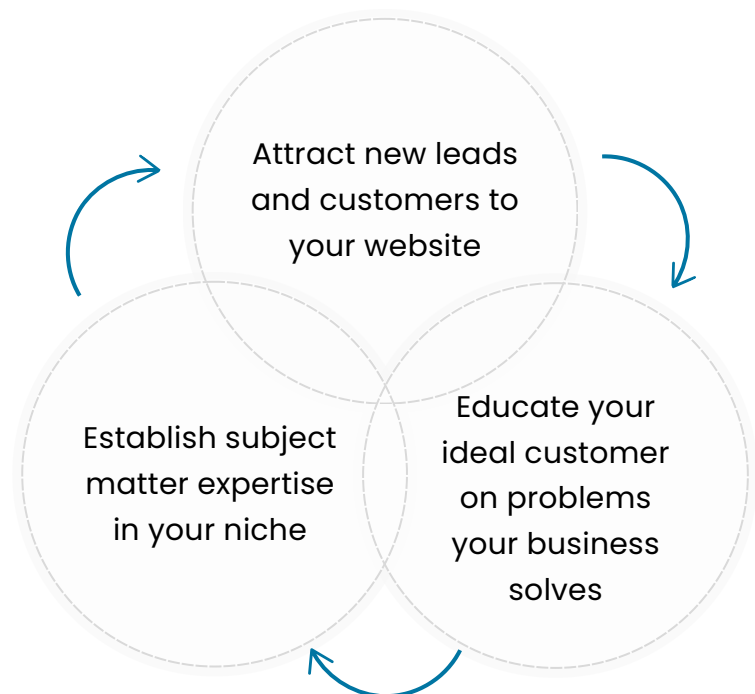 Attract new leads
and customers to
your website
Establish subject
matter expertise
in your niche
Educate your
ideal customer
on problems
your business
solves